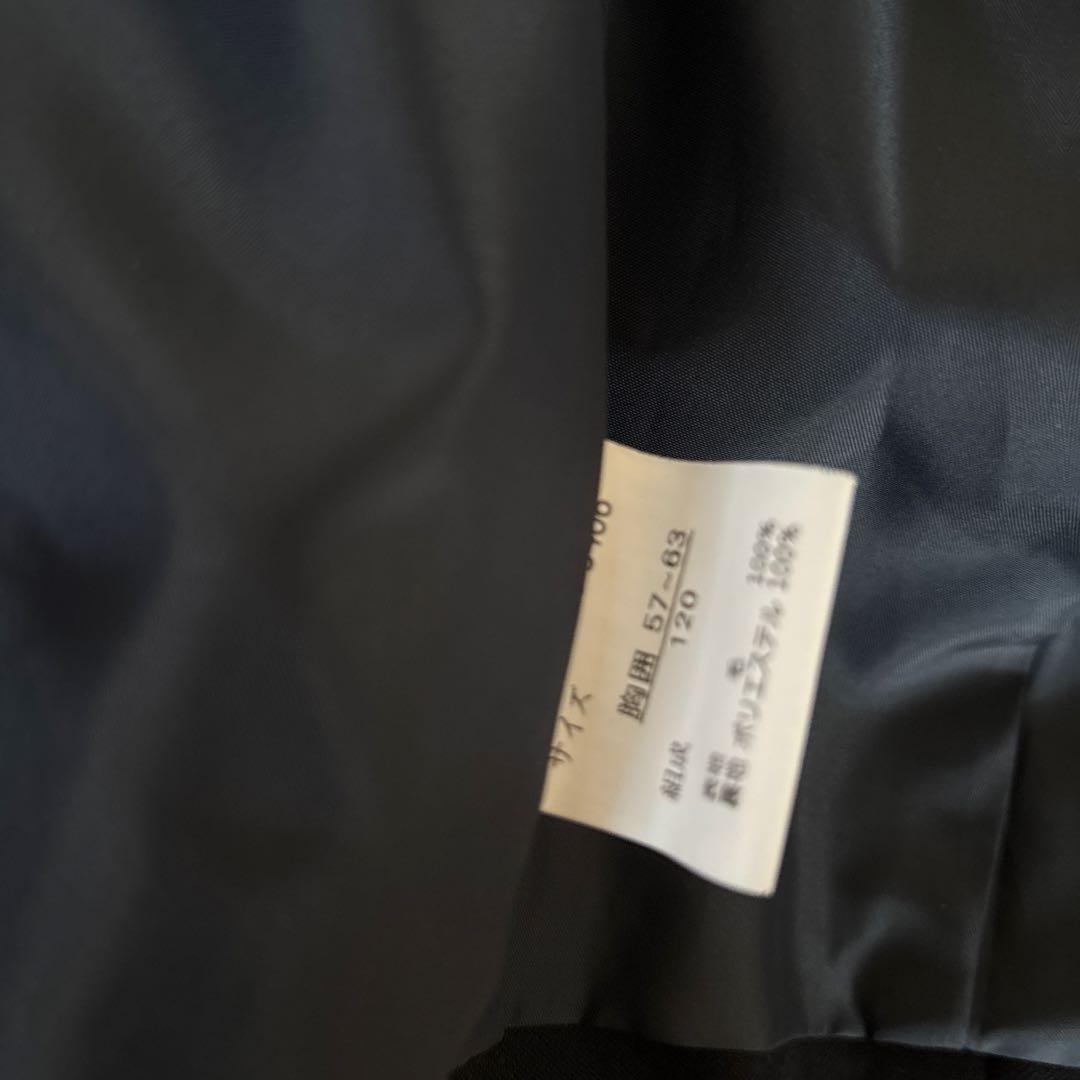 サイズ
胸囲 57~63
120
組成
表地 毛 100%
裏地 ポリエステル 100%